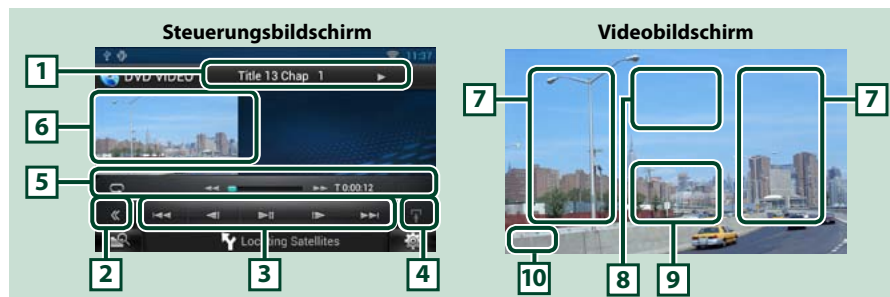 Steuerungsbildschirm
Videobildschirm
11:37
DVD VIDEO
Title 13 Chap 1
T 0:00:12
Locating Satellites
1
6
5
2
3
4
7
8
7
10
8
9